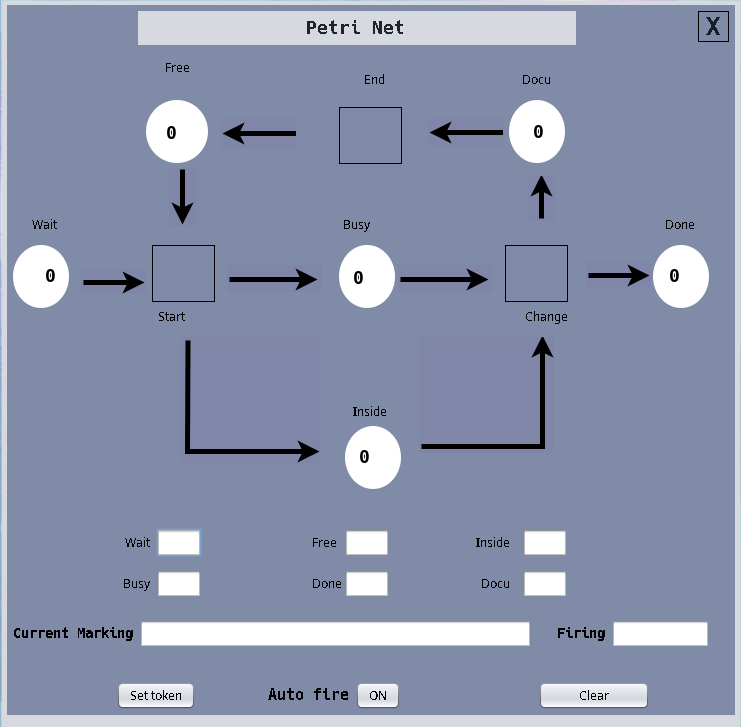 Petri Net X
Free End Docu
0 0
Wait Busy Done
0 0 0
Start Change
Inside
0
Wait Free Inside
Busy Done Docu
Current Marking Firing
Set token Auto fire ON Clear